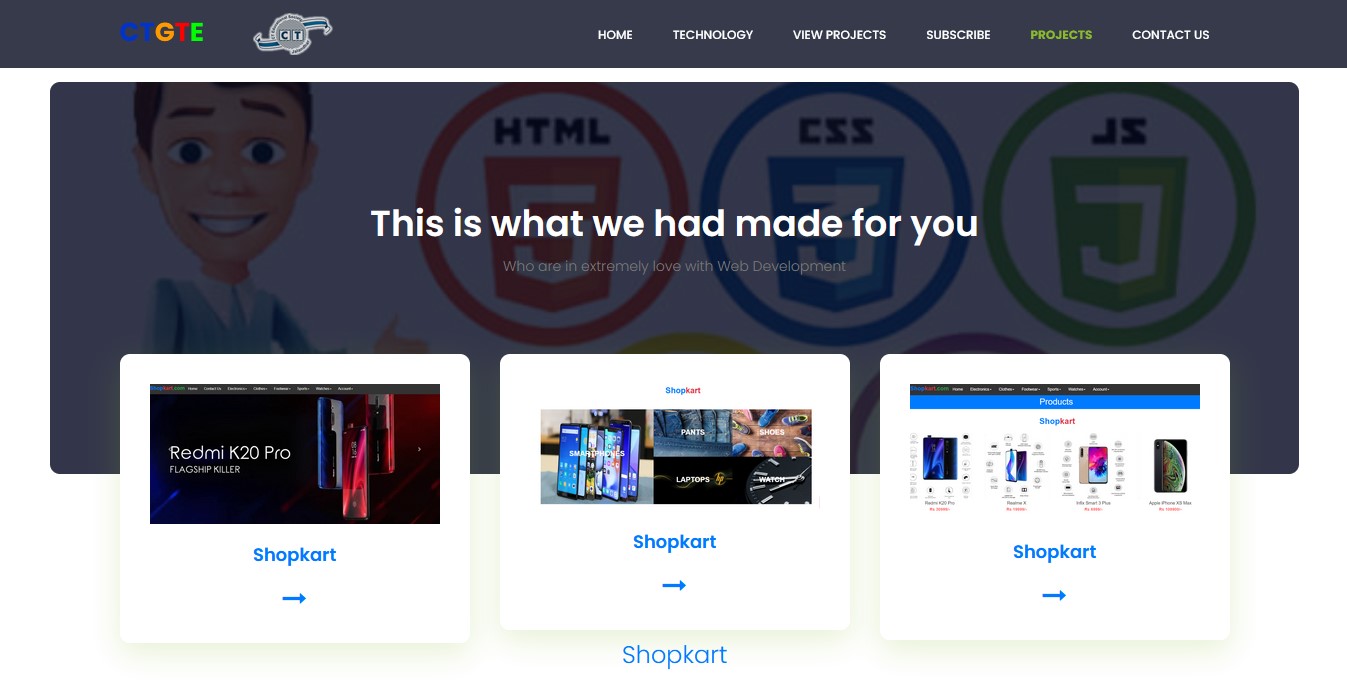 CTGTE
CT
HOME TECHNOLOGY VIEW PROJECTS SUBSCRIBE PROJECTS CONTACT US
HTML CSS JS
This is what we had made for you
Who are in extremely love with Web Development
Shopkart.com Home Contact Us Electronics Clothes Footwear Sports Watches Account
Redmi K20 Pro
FLAGSHIP KILLER
Shopkart
Shopkart
SMARTPHONES PANTS SHOES
LAPTOPS hp WATCH
Shopkart
Shopkart.com Home Electronics Clothes Footwear Sports Watches Account
Products
Shopkart
Redmi K20 Pro Realme X Infix Smart 3 Plus Apple iPhone XS Max
Shopkart
Shopkart